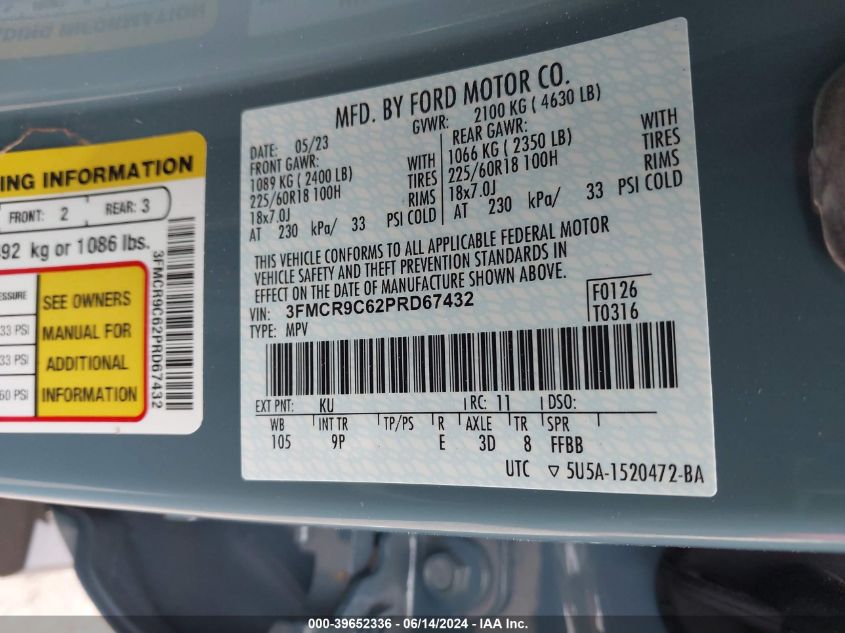 MFD. BY FORD MOTOR CO.
DATE: 05/23 GVWR: 2100 KG ( 4630 LB)
FRONT GAWR: REAR GAWR:
1089 KG ( 2400 LB) WITH 1066 KG ( 2350 LB) WITH
225/60R18 100H TIRES 225/60R18 100H TIRES
18x7.0J RIMS 18x7.0J RIMS
AT 230 kPa/ 33 PSI COLD AT 230 kPa/ 33 PSI COLD
THIS VEHICLE CONFORMS TO ALL APPLICABLE FEDERAL MOTOR
VEHICLE SAFETY AND THEFT PREVENTION STANDARDS IN
EFFECT ON THE DATE OF MANUFACTURE SHOWN ABOVE.
VIN: 3FMCR9C62PRD67432 F0126
TYPE: MPV T0316
EXT PNT: KU RC: 11 DSO:
WB INT TR TP/PS R AXLE TR SPR
105 9P E 3D 8 FFBB
UTC ▽ 5U5A-1520472-BA
ING INFORMATION
FRONT: 2 REAR: 3
392 kg or 1086 lbs.
3FMCR9C62PRD67432
SEE OWNERS
33 PSI MANUAL FOR
33 PSI ADDITIONAL
60 PSI INFORMATION
000-39652336 - 06/14/2024 - IAAI Inc.